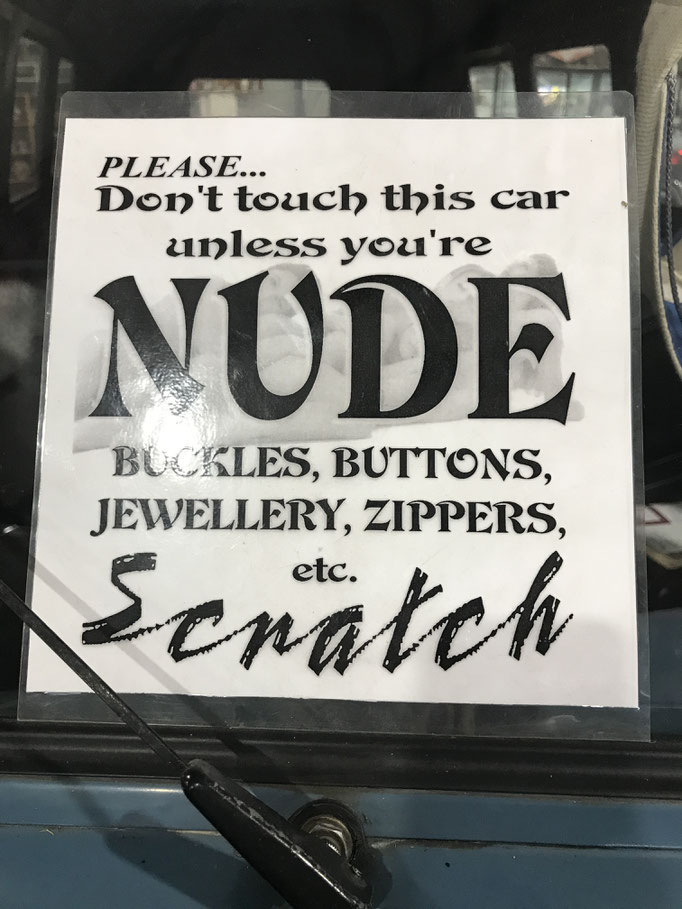 PLEASE...
Don't touch this car
unless you're
NUDE
BUCKLES, BUTTONS,
JEWELLERY, ZIPPERS,
etc.
Scratch